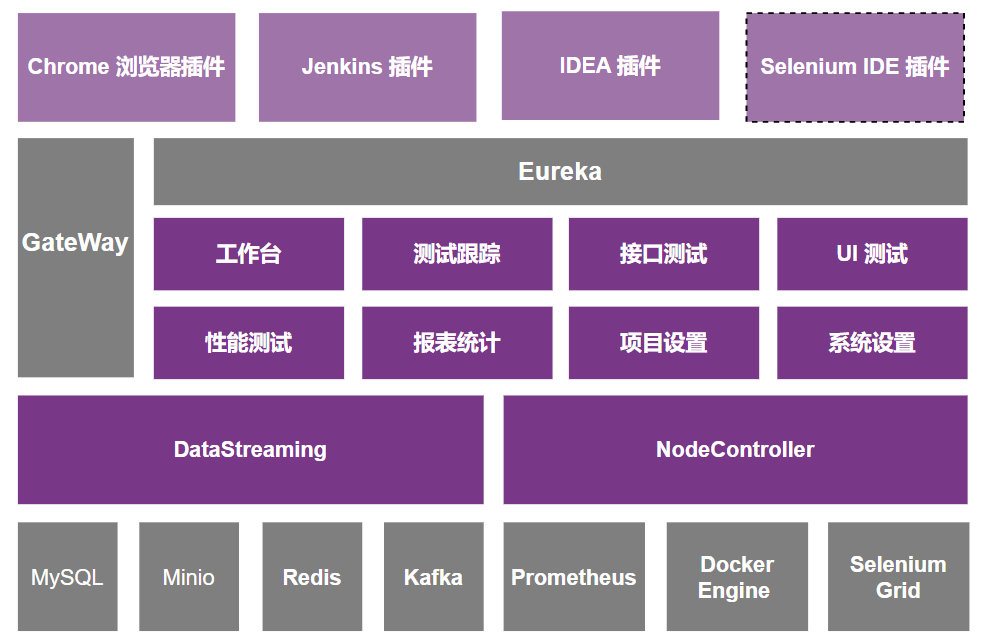 Chrome 浏览器插件
Jenkins 插件
IDEA 插件
Selenium IDE 插件
GateWay
Eureka
工作台
测试跟踪
接口测试
UI 测试
性能测试
报表统计
项目设置
系统设置
DataStreaming
NodeController
MySQL
Minio
Redis
Kafka
Prometheus
Docker
Engine
Selenium
Grid